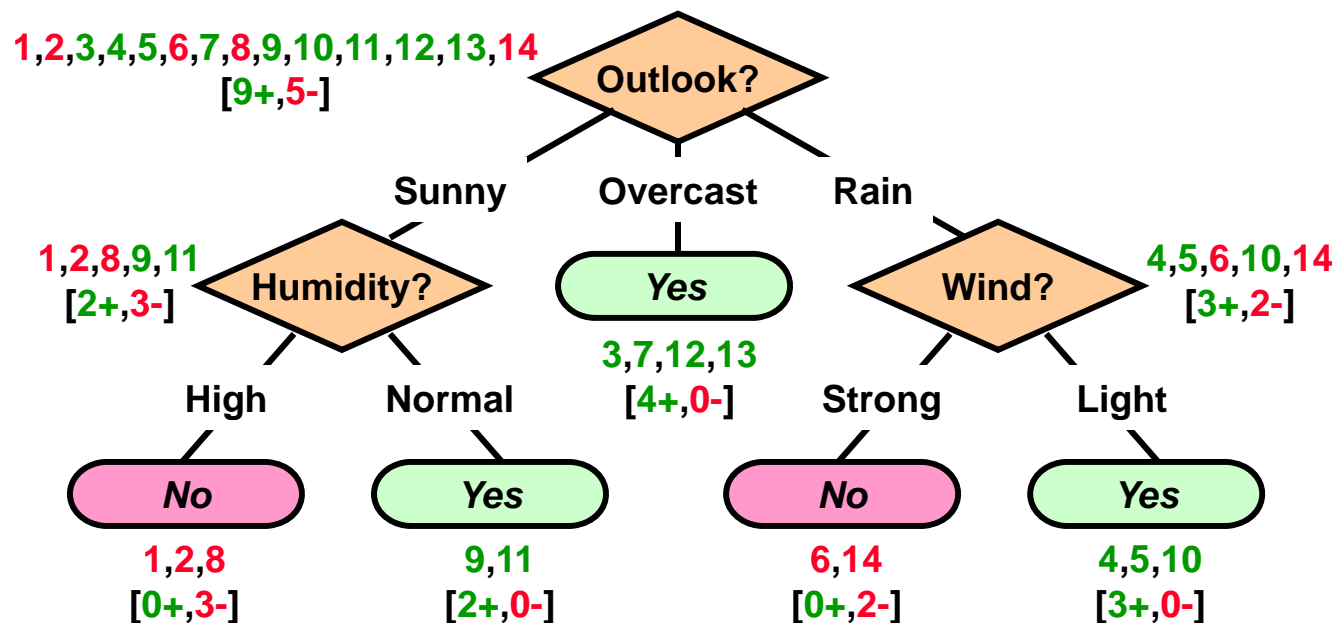 1,2,3,4,5,6,7,8,9,10,11,12,13,14
[9+,5-]
Outlook?
Sunny
Overcast
Rain
1,2,8,9,11
[2+,3-]
Humidity?
Yes
3,7,12,13
[4+,0-]
Wind?
4,5,6,10,14
[3+,2-]
High
Normal
Strong
Light
No
1,2,8
[0+,3-]
Yes
9,11
[2+,0-]
No
6,14
[0+,2-]
Yes
4,5,10
[3+,0-]